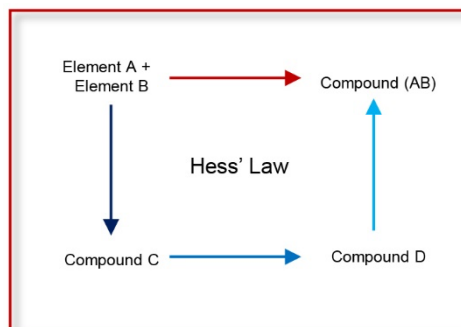 Element A +
Element B
Compound (AB)
Hess' Law
Compound C
Compound D